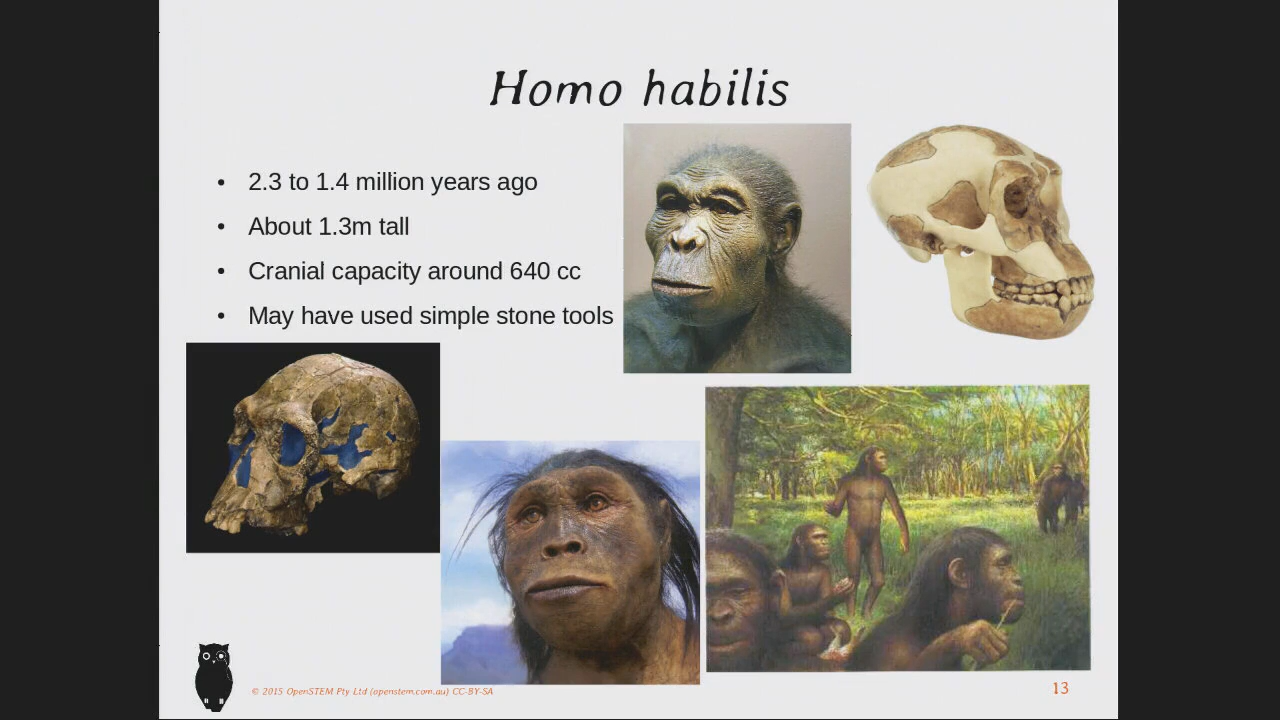 Homo habilis
• 2.3 to 1.4 million years ago
• About 1.3m tall
• Cranial capacity around 640 cc
• May have used simple stone tools
© 2015 OpenSTEM Pty Ltd (openstem.com.au) CC-BY-SA
13